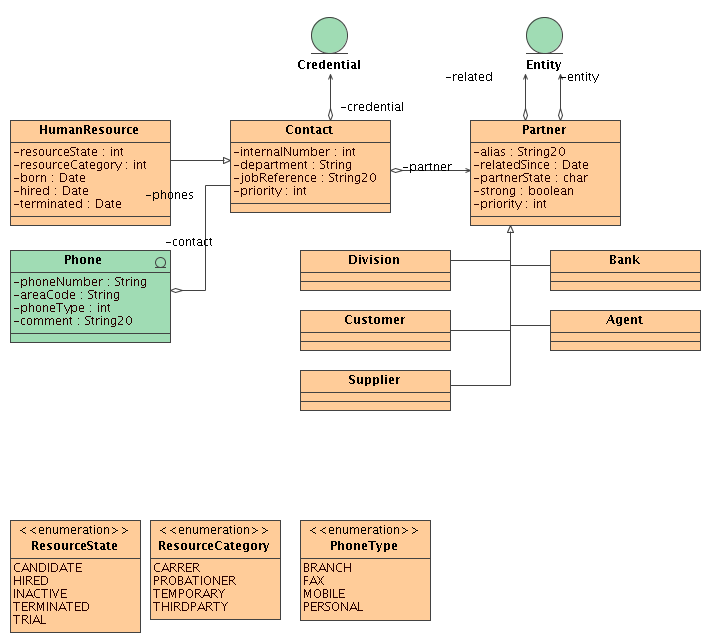 Credential
Entity
-related
-entity
-credential
HumanResource
-resourceState : int
-resourceCategory : int
-born : Date
-hired : Date
-terminated : Date
Contact
-internalNumber : int
-department : String
-jobReference : String20
-priority : int
-partner
Partner
-alias : String20
-relatedSince : Date
-partnerState : char
-strong : boolean
-priority : int
-phones
-contact
Phone
-phoneNumber : String
-areaCode : String
-phoneType : int
-comment : String20
Division
Bank
Customer
Agent
Supplier
<<enumeration>>
ResourceState
CANDIDATE
HIRED
INACTIVE
TERMINATED
TRIAL
<<enumeration>>
ResourceCategory
CARRER
PROBATIONER
TEMPORARY
THIRDPARTY
<<enumeration>>
PhoneType
BRANCH
FAX
MOBILE
PERSONAL